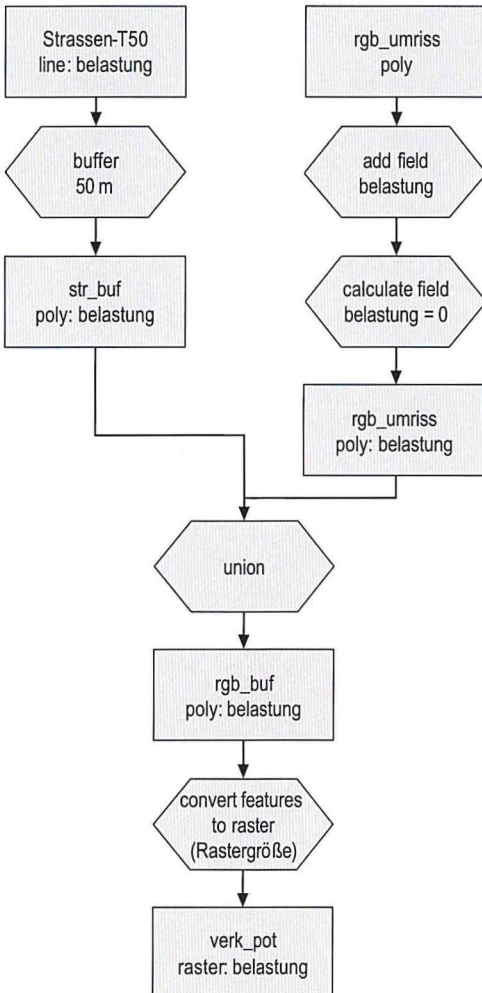 Strassen-T50
line: belastung
rgb_umriss
poly
buffer
50 m
add field
belastung
str_buf
poly: belastung
calculate field
belastung = 0
rgb_umriss
poly: belastung
union
rgb_buf
poly: belastung
convert features
to raster
(Rastergröße)
verk_pot
raster: belastung